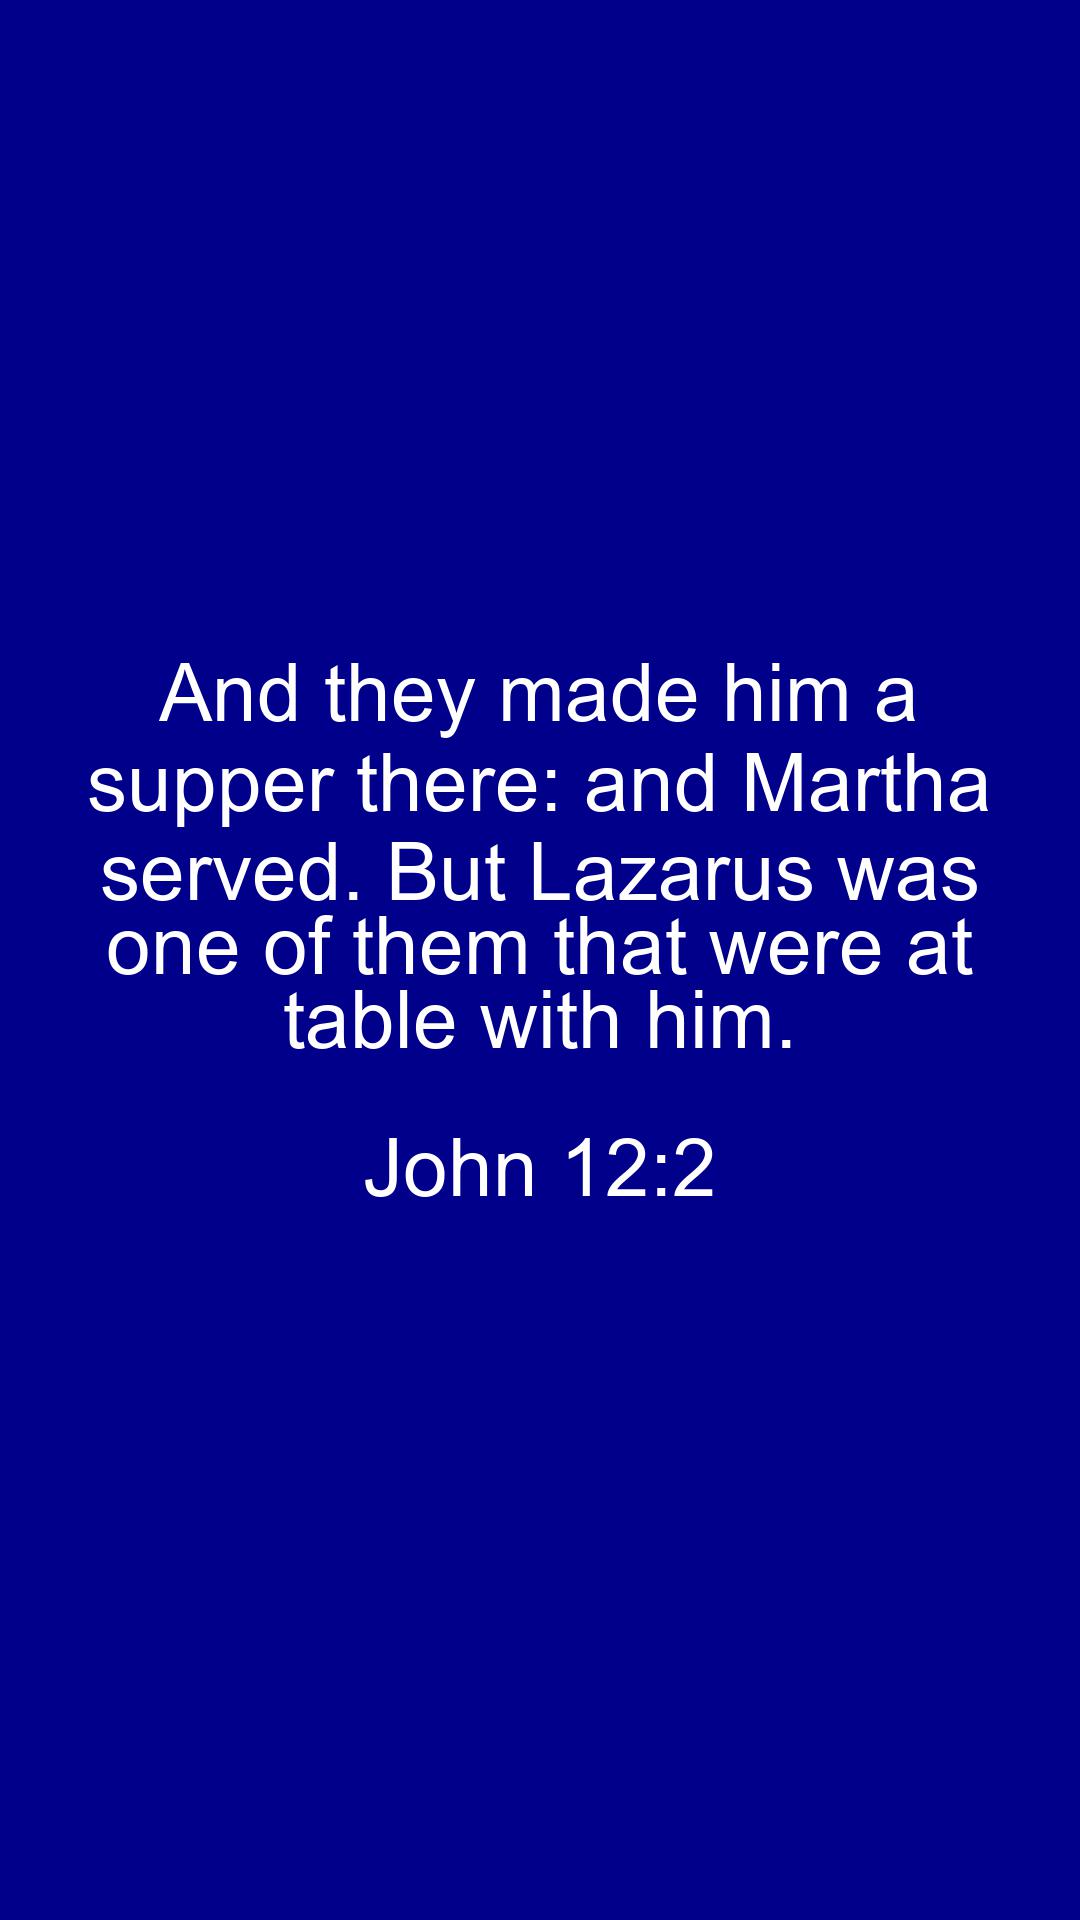 And they made him a
supper there: and Martha
served. But Lazarus was
one of them that were at
table with him.
John 12:2